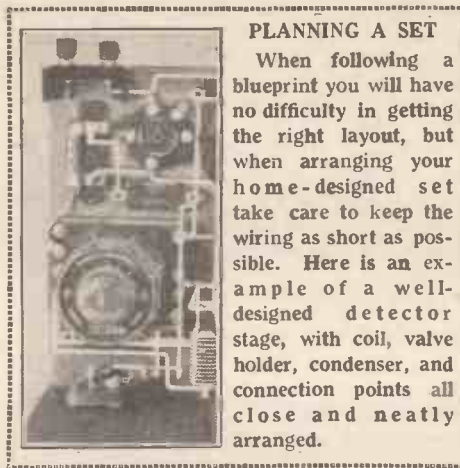 PLANNING A SET
When following a
blueprint you will have
no difficulty in getting
the right layout, but
when arranging your
home-designed set
take care to keep the
wiring as short as pos-
sible. Here is an ex-
ample of a well-
designed detector
stage, with coil, valve
holder, condenser, and
connection points all
close and neatly
arranged.